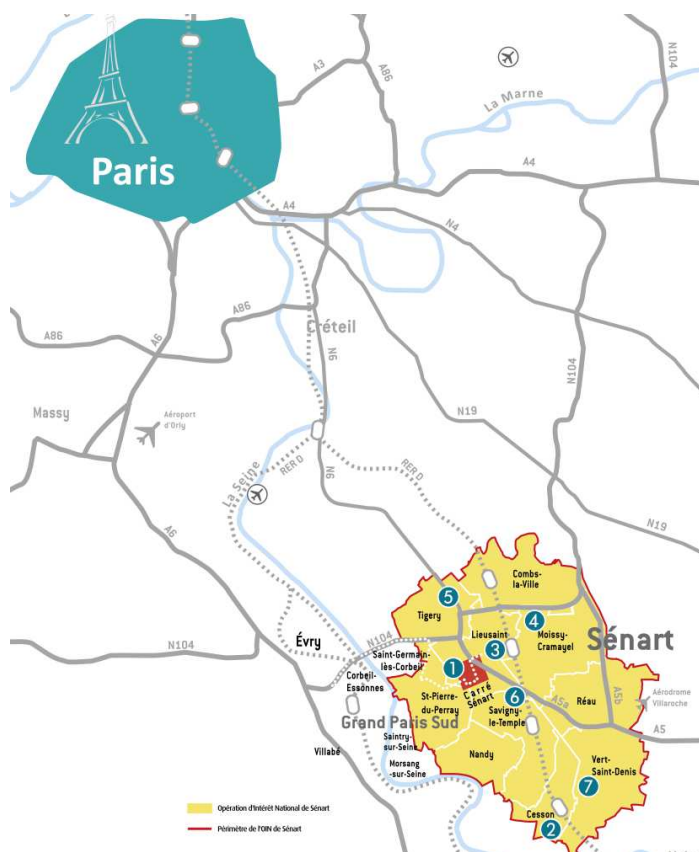 N104
A3
A86
La Marne
Paris
A4
A4
N4
A86
Créteil
A86
A6
N6
N104
Massy
Aéroport
d'Orly
N19
RER D
RER D
N6
La Seine
N19
A6
Combs-
la-Ville
5
Tigery
4
Évry
N104
Lieusaint
Moissy-
Cramayel
Sénart
N104
Saint-Germain
lès-Corbeil
3
1
Corbeil-
Essonnes
Carré
Sénart
6
St-Pierre-
du-Perray
Savigny-
le-Temple
A5a
Réau
A5b
Aérodrome
Villaroche
Grand Paris Sud
A5
Saintry-
sur-Seine
Villabé
Nandy
Morsang
-sur-Seine
Vert-
Saint-Denis
7
Cesson
2
Opération d'Intérêt National de Sénart
Périmètre de l'OIN de Sénart